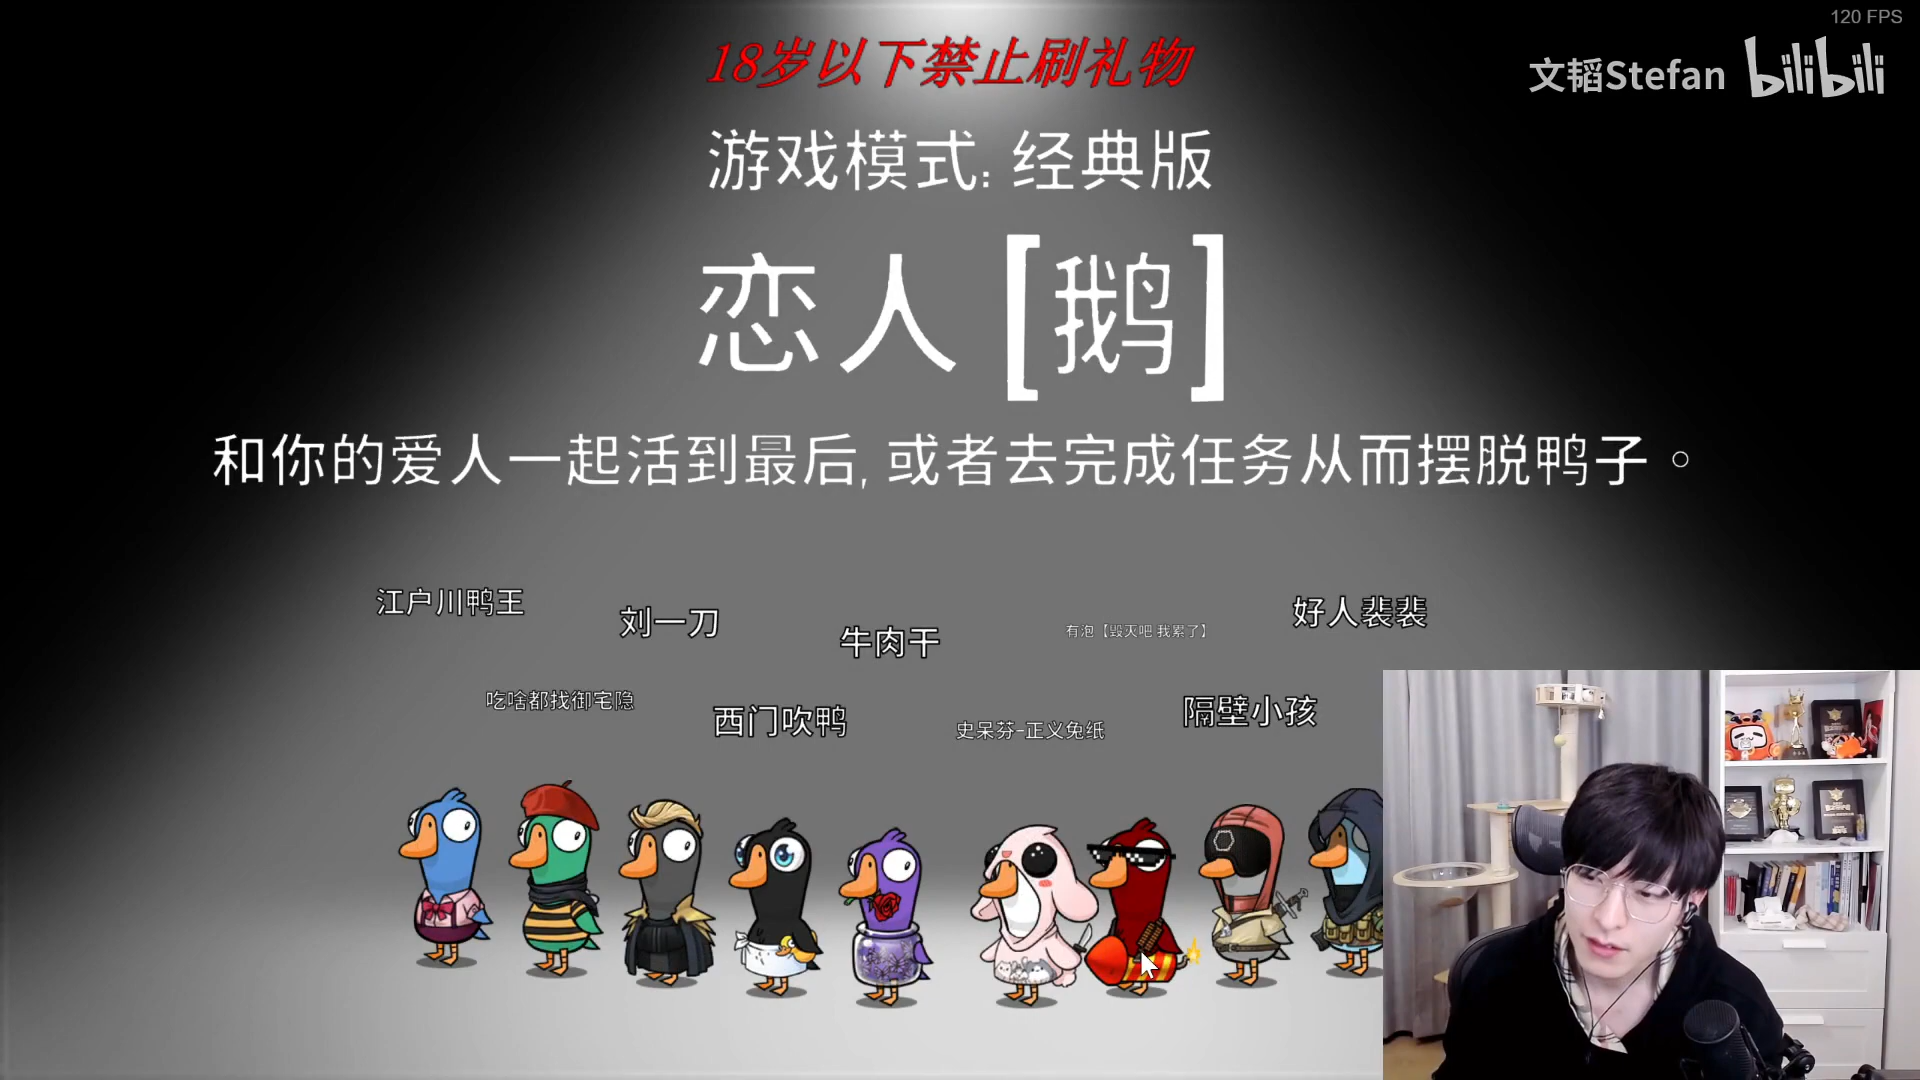 120 FPS
18岁以下禁止刷礼物
文韬Stefan bilibili
游戏模式: 经典版
恋人 [鹅]
和你的爱人一起活到最后, 或者去完成任务从而摆脱鸭子。
江户川鸭王
刘一刀
牛肉干
有泡【毁灭吧 我累了】
好人裴裴
吃啥都找御宅隐
西门吹鸭
史呆芬-正义兔纸
隔壁小孩